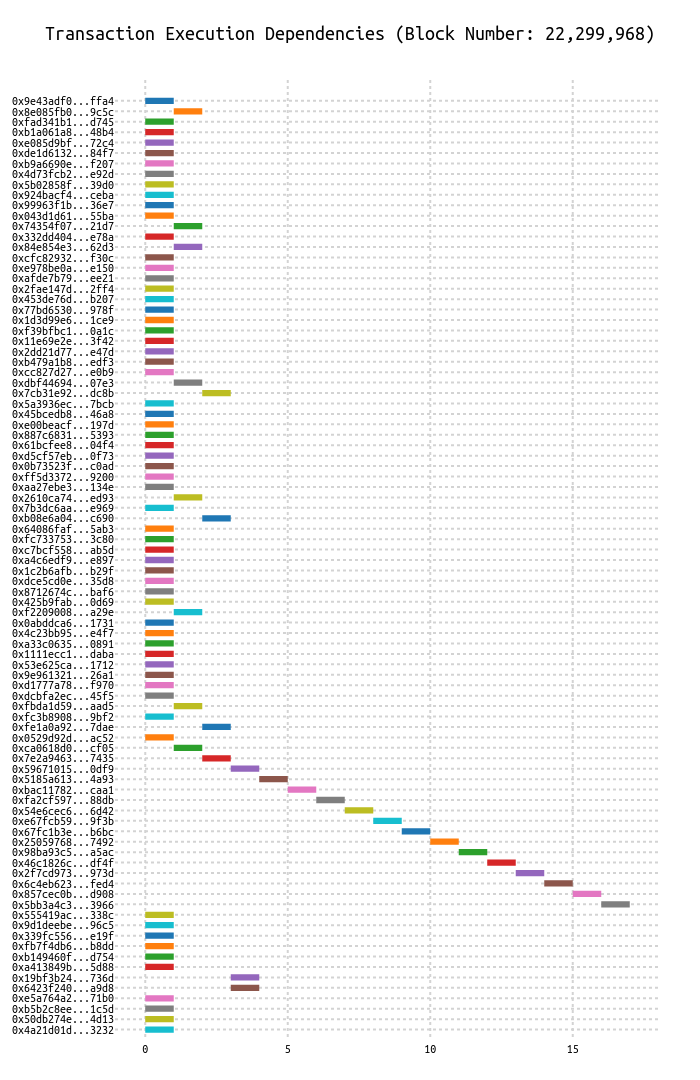 Transaction Execution Dependencies (Block Number: 22,299,968)
0x9e43adf0...ffa4
0x8e085fb0...9c5c
0xfad341b1...d745
0xb1a061a8...48b4
0xe085d9bf...72c4
0xde1d6132...84f7
0xb9a6690e...f207
0x4d73fcb2...e92d
0x5b02858f...39d0
0x924bacf4...ceba
0x99963f1b...36e7
0x043d1d61...55ba
0x74354f07...21d7
0x332dd404...e78a
0x84e854e3...62d3
0xcfc82932...f30c
0xe978be0a...e150
0xafde7b79...ee21
0x2fae147d...2ff4
0x453de76d...b207
0x77bd6530...978f
0x1d3d99e6...1ce9
0xf39bfbc1...0a1c
0x11e69e2e...3f42
0x2dd21d77...e47d
0xb479a1b8...edf3
0xcc827d27...e0b9
0xdbf44694...07e3
0x7cb31e92...dc8b
0x5a3936ec...7bcb
0x45bcedb8...46a8
0xe00beacf...197d
0x887c6831...5393
0x61bcfee8...04f4
0xd5cf57eb...0f73
0x0b73523f...c0ad
0xff5d3372...9200
0xaa27ebe3...134e
0x2610ca74...ed93
0x7b3dc6aa...e969
0xb08e6a04...c690
0x64086faf...5ab3
0xfc733753...3c80
0xc7bcf558...ab5d
0xa4c6edf9...e897
0x1c2b6afb...b29f
0xdce5cd0e...35d8
0x8712674c...baf6
0x425b9fab...0d69
0xf2209008...a29e
0x0abddca6...1731
0x4c23bb95...e4f7
0xa33c0635...0891
0x1111ecc1...daba
0x53e625ca...1712
0x9e961321...26a1
0xd1777a78...f970
0xdcbfa2ec...45f5
0xfbda1d59...aad5
0xfc3b8908...9bf2
0xfe1a0a92...7dae
0x0529d92d...ac52
0xca0618d0...cf05
0x7e2a9463...7435
0x59671015...0df9
0x5185a613...4a93
0xbac11782...caa1
0xfa2cf597...88db
0x54e6cec6...6d42
0xe67fcb59...9f3b
0x67fc1b3e...b6bc
0x25059768...7492
0x98ba93c5...a5ac
0x46c1826c...df4f
0x2f7cd973...973d
0x6c4eb623...fed4
0x857cec0b...d908
0x5bb3a4c3...3966
0x555419ac...338c
0x9d1deebe...96c5
0x339fc556...e19f
0xfb7f4db6...b8dd
0xb149460f...d754
0xa413849b...5d88
0x19bf3b24...736d
0x6423f240...a9d8
0xe5a764a2...71b0
0xb5b2c8ee...1c5d
0x50db274e...4d13
0x4a21d01d...3232
0 5 10 15